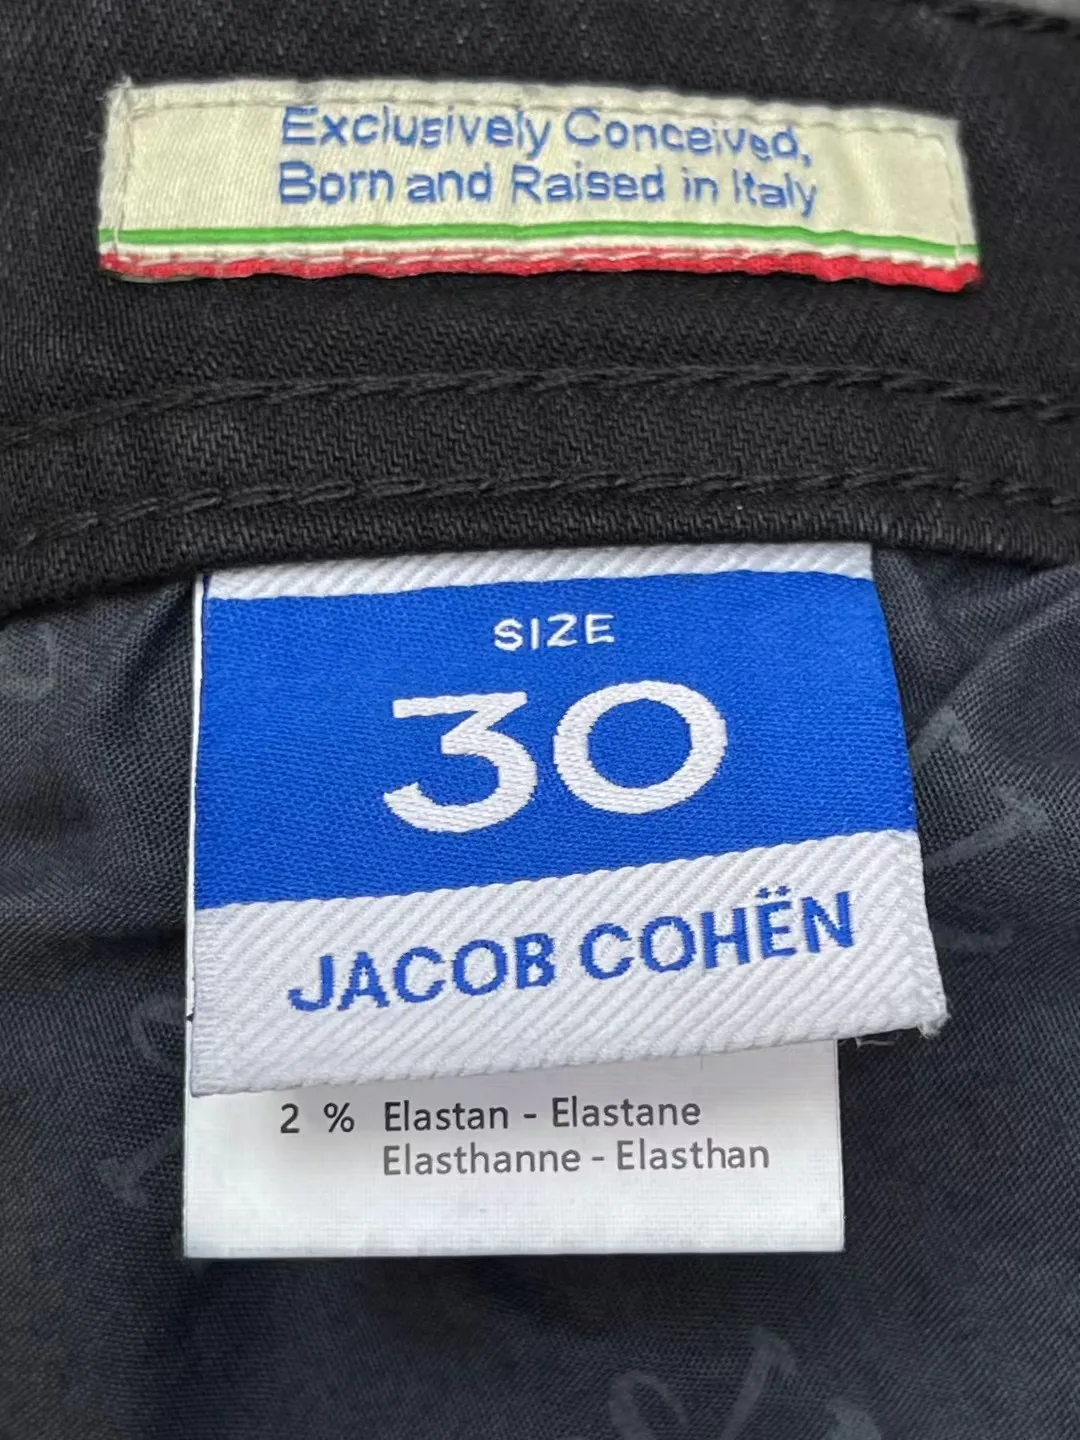 Exclusively Conceived,
Born and Raised in Italy
SIZE
30
JACOB COHËN
2 % Elastan - Elastane
Elasthanne - Elasthan